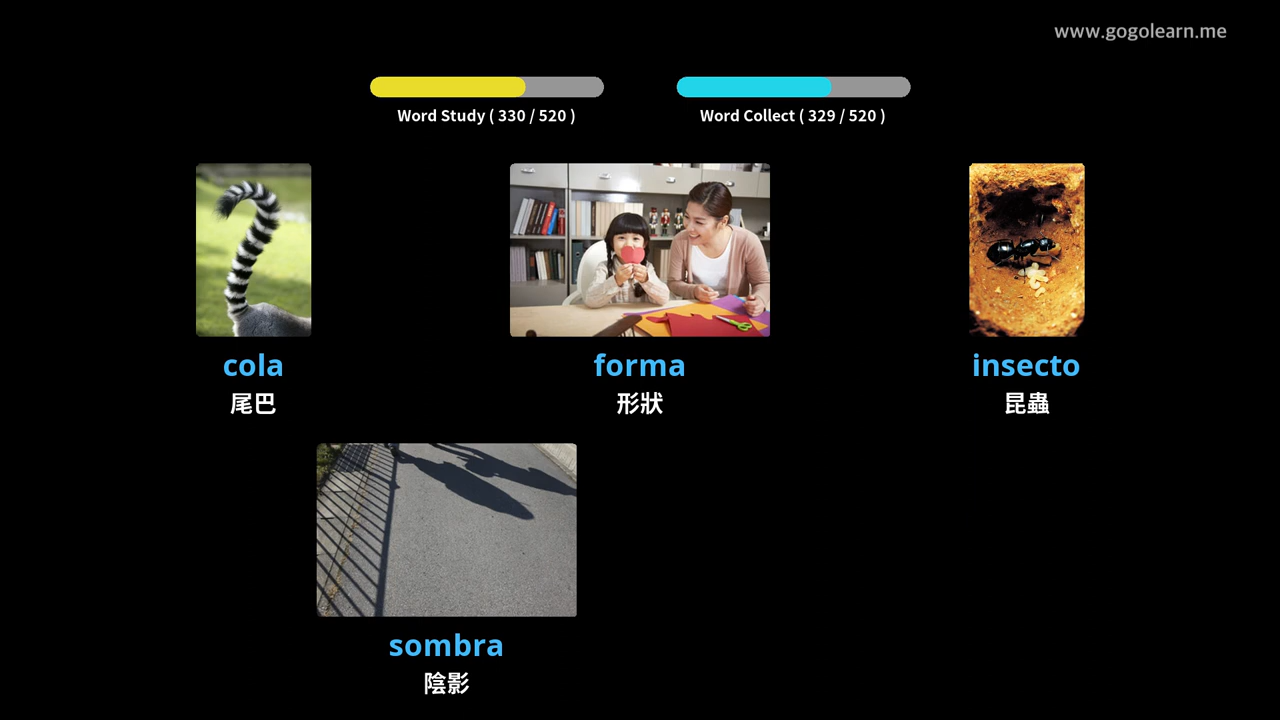 www.gogolearn.me
Word Study ( 330 / 520 )
Word Collect ( 329 / 520 )
cola
尾巴
forma
形狀
insecto
昆蟲
sombra
陰影